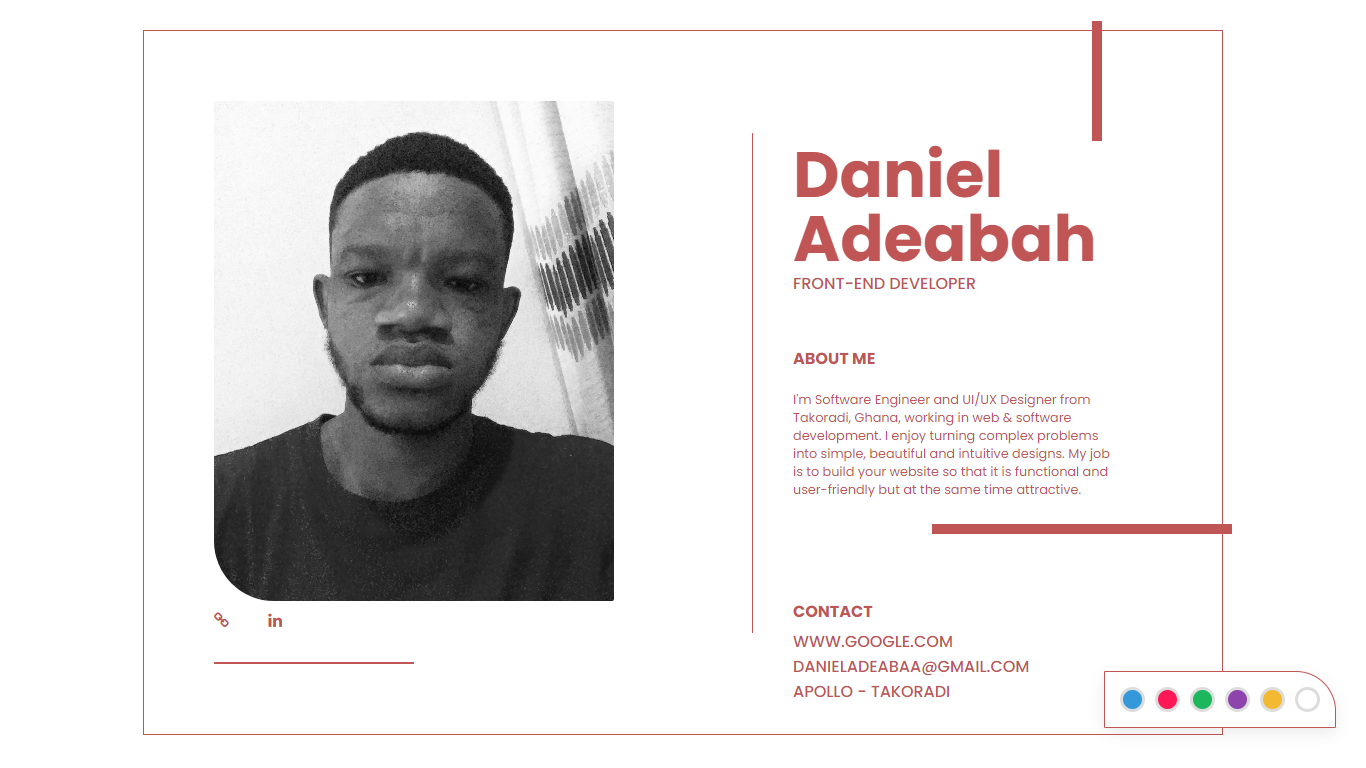 Daniel
Adeabah
FRONT-END DEVELOPER
ABOUT ME
I'm Software Engineer and UI/UX Designer from
Takoradi, Ghana, working in web & software
development. I enjoy turning complex problems
into simple, beautiful and intuitive designs. My job
is to build your website so that it is functional and
user-friendly but at the same time attractive.
in
CONTACT
WWW.GOOGLE.COM
DANIELADEABAA@GMAIL.COM
APOLLO - TAKORADI